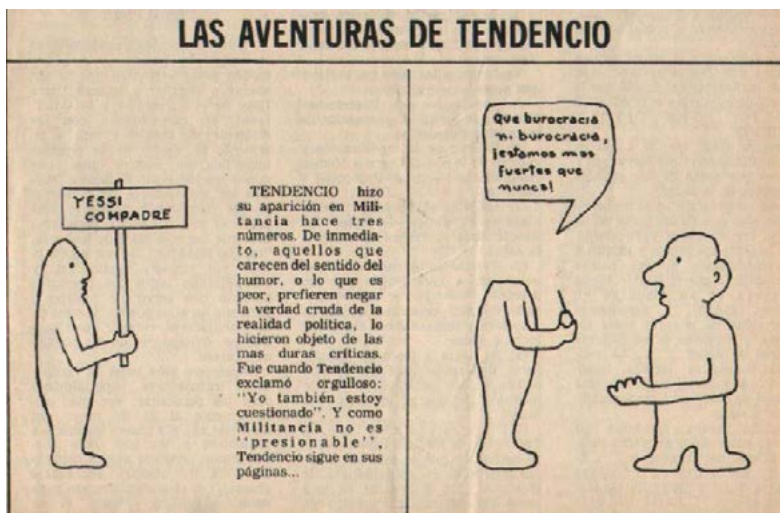 LAS AVENTURAS DE TENDENCIO
YESSI
COMPADRE
TENDENCIO hizo
su aparición en Mili-
tancia hace tres
números. De inmedia-
to, aquellos que
carecen del sentido del
humor, o lo que es
peor, prefieren negar
la verdad cruda de la
realidad política, lo
hicieron objeto de las
mas duras críticas.
Fue cuando Tendencio
exclamó orgulloso:
"Yo también estoy
cuestionado". Y como
Militancia no es
"presionable",
Tendencio sigue en sus
páginas...
Que burocracia
ni burocracia,
¡estamos mas
fuertes que
nunca!